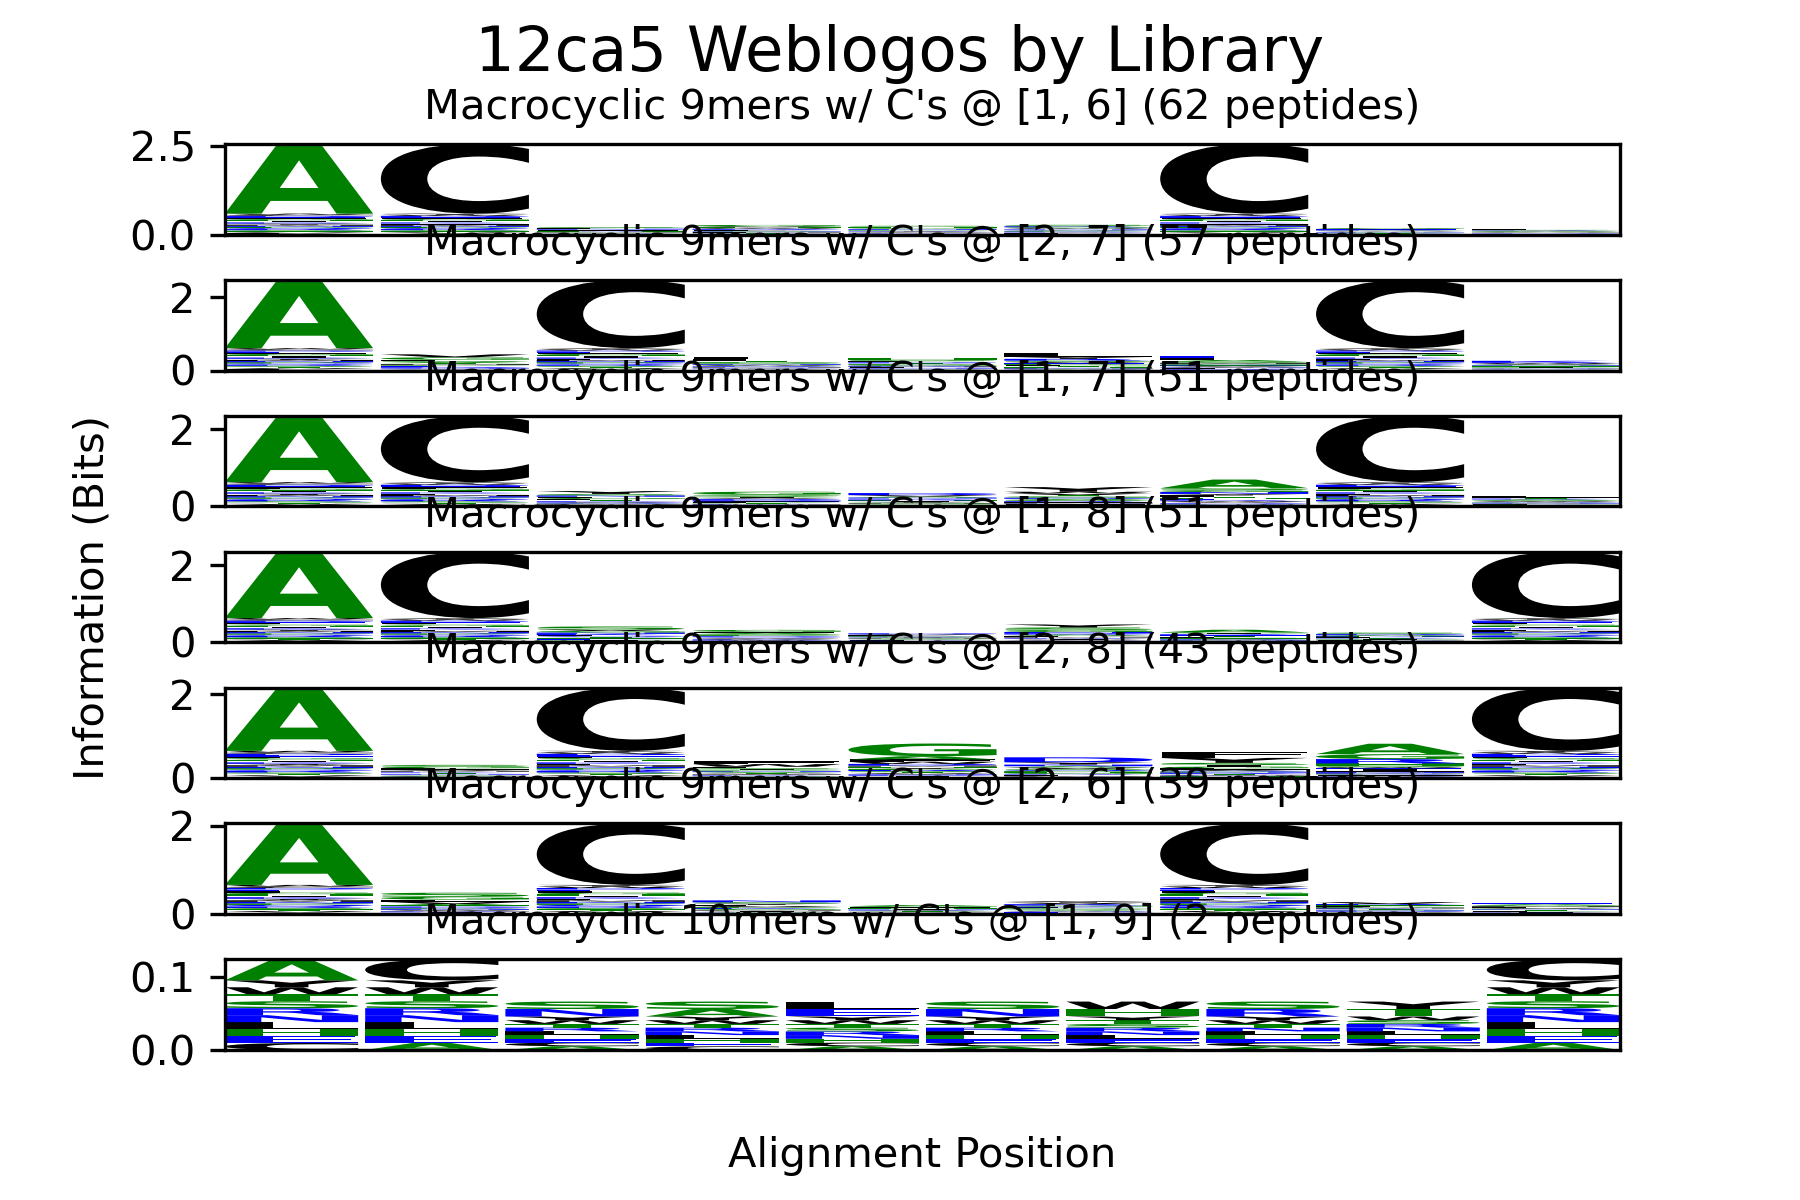 12ca5 Weblogos by Library
Macrocyclic 9mers w/ C's @ [1, 6] (62 peptides)
2.5
A C C
0.0
Macrocyclic 9mers w/ C's @ [2, 7] (57 peptides)
2
A C C
0
Macrocyclic 9mers w/ C's @ [1, 7] (51 peptides)
2
A C A C
0
Macrocyclic 9mers w/ C's @ [1, 8] (51 peptides)
2
A C C
0
Macrocyclic 9mers w/ C's @ [2, 8] (43 peptides)
2
A C G A C
0
Macrocyclic 9mers w/ C's @ [2, 6] (39 peptides)
2
A C C
0
Macrocyclic 10mers w/ C's @ [1, 9] (2 peptides)
0.1
A C C
0.0
Information (Bits)
Alignment Position